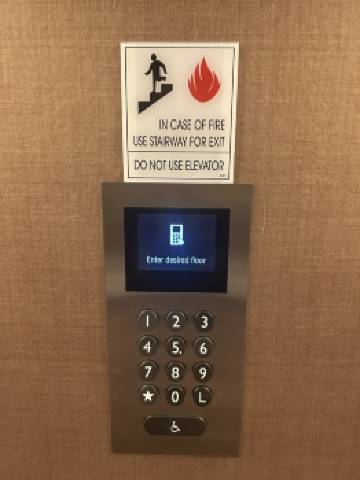 IN CASE OF FIRE
USE STAIRWAY FOR EXIT
DO NOT USE ELEVATOR
Enter desired floor
1 2 3
4 5. 6
7 8 9
★ 0 L